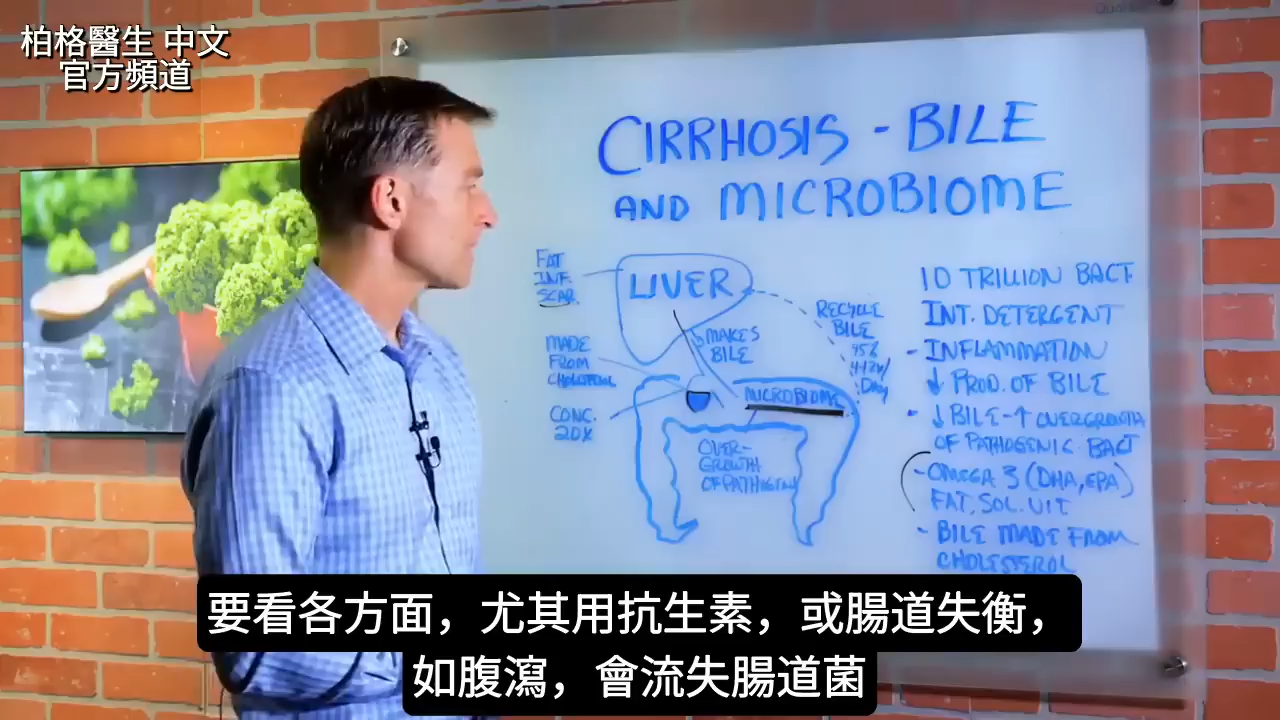 柏格醫生 中文
官方頻道
CIRRHOSIS - BILE
AND MICROBIOME
FAT
INF.
SCAR.
LIVER
MAKES
BILE
RECYCLE
BILE
95%
DAY
MADE
FROM
CHOLESTEROL
CONC.
20X
MICROBIOME
OVER-
GROWTH
OF PATHOGENS
10 TRILLION BACT
INT. DETERGENT
- INFLAMMATION
↓ PROD. OF BILE
- ↓ BILE - ↑ OVERGROWTH
OF PATHOGENIC BACT
- OMEGA 3 (DHA, EPA)
FAT. SOL. VIT
- BILE MADE FROM
CHOLESTEROL
要看各方面，尤其用抗生素，或腸道失衡，
如腹瀉，會流失腸道菌